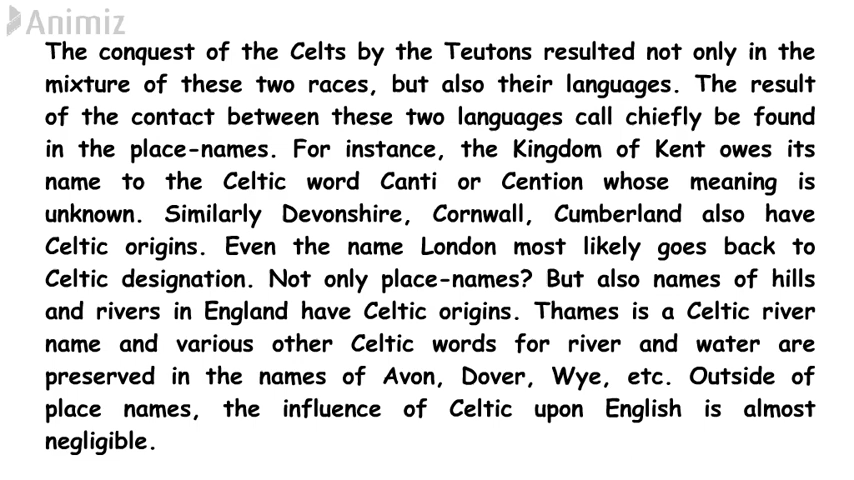 Animiz
The conquest of the Celts by the Teutons resulted not only in the
mixture of these two races, but also their languages. The result
of the contact between these two languages call chiefly be found
in the place-names. For instance, the Kingdom of Kent owes its
name to the Celtic word Canti or Cention whose meaning is
unknown. Similarly Devonshire, Cornwall, Cumberland also have
Celtic origins. Even the name London most likely goes back to
Celtic designation. Not only place-names? But also names of hills
and rivers in England have Celtic origins. Thames is a Celtic river
name and various other Celtic words for river and water are
preserved in the names of Avon, Dover, Wye, etc. Outside of
place names, the influence of Celtic upon English is almost
negligible.